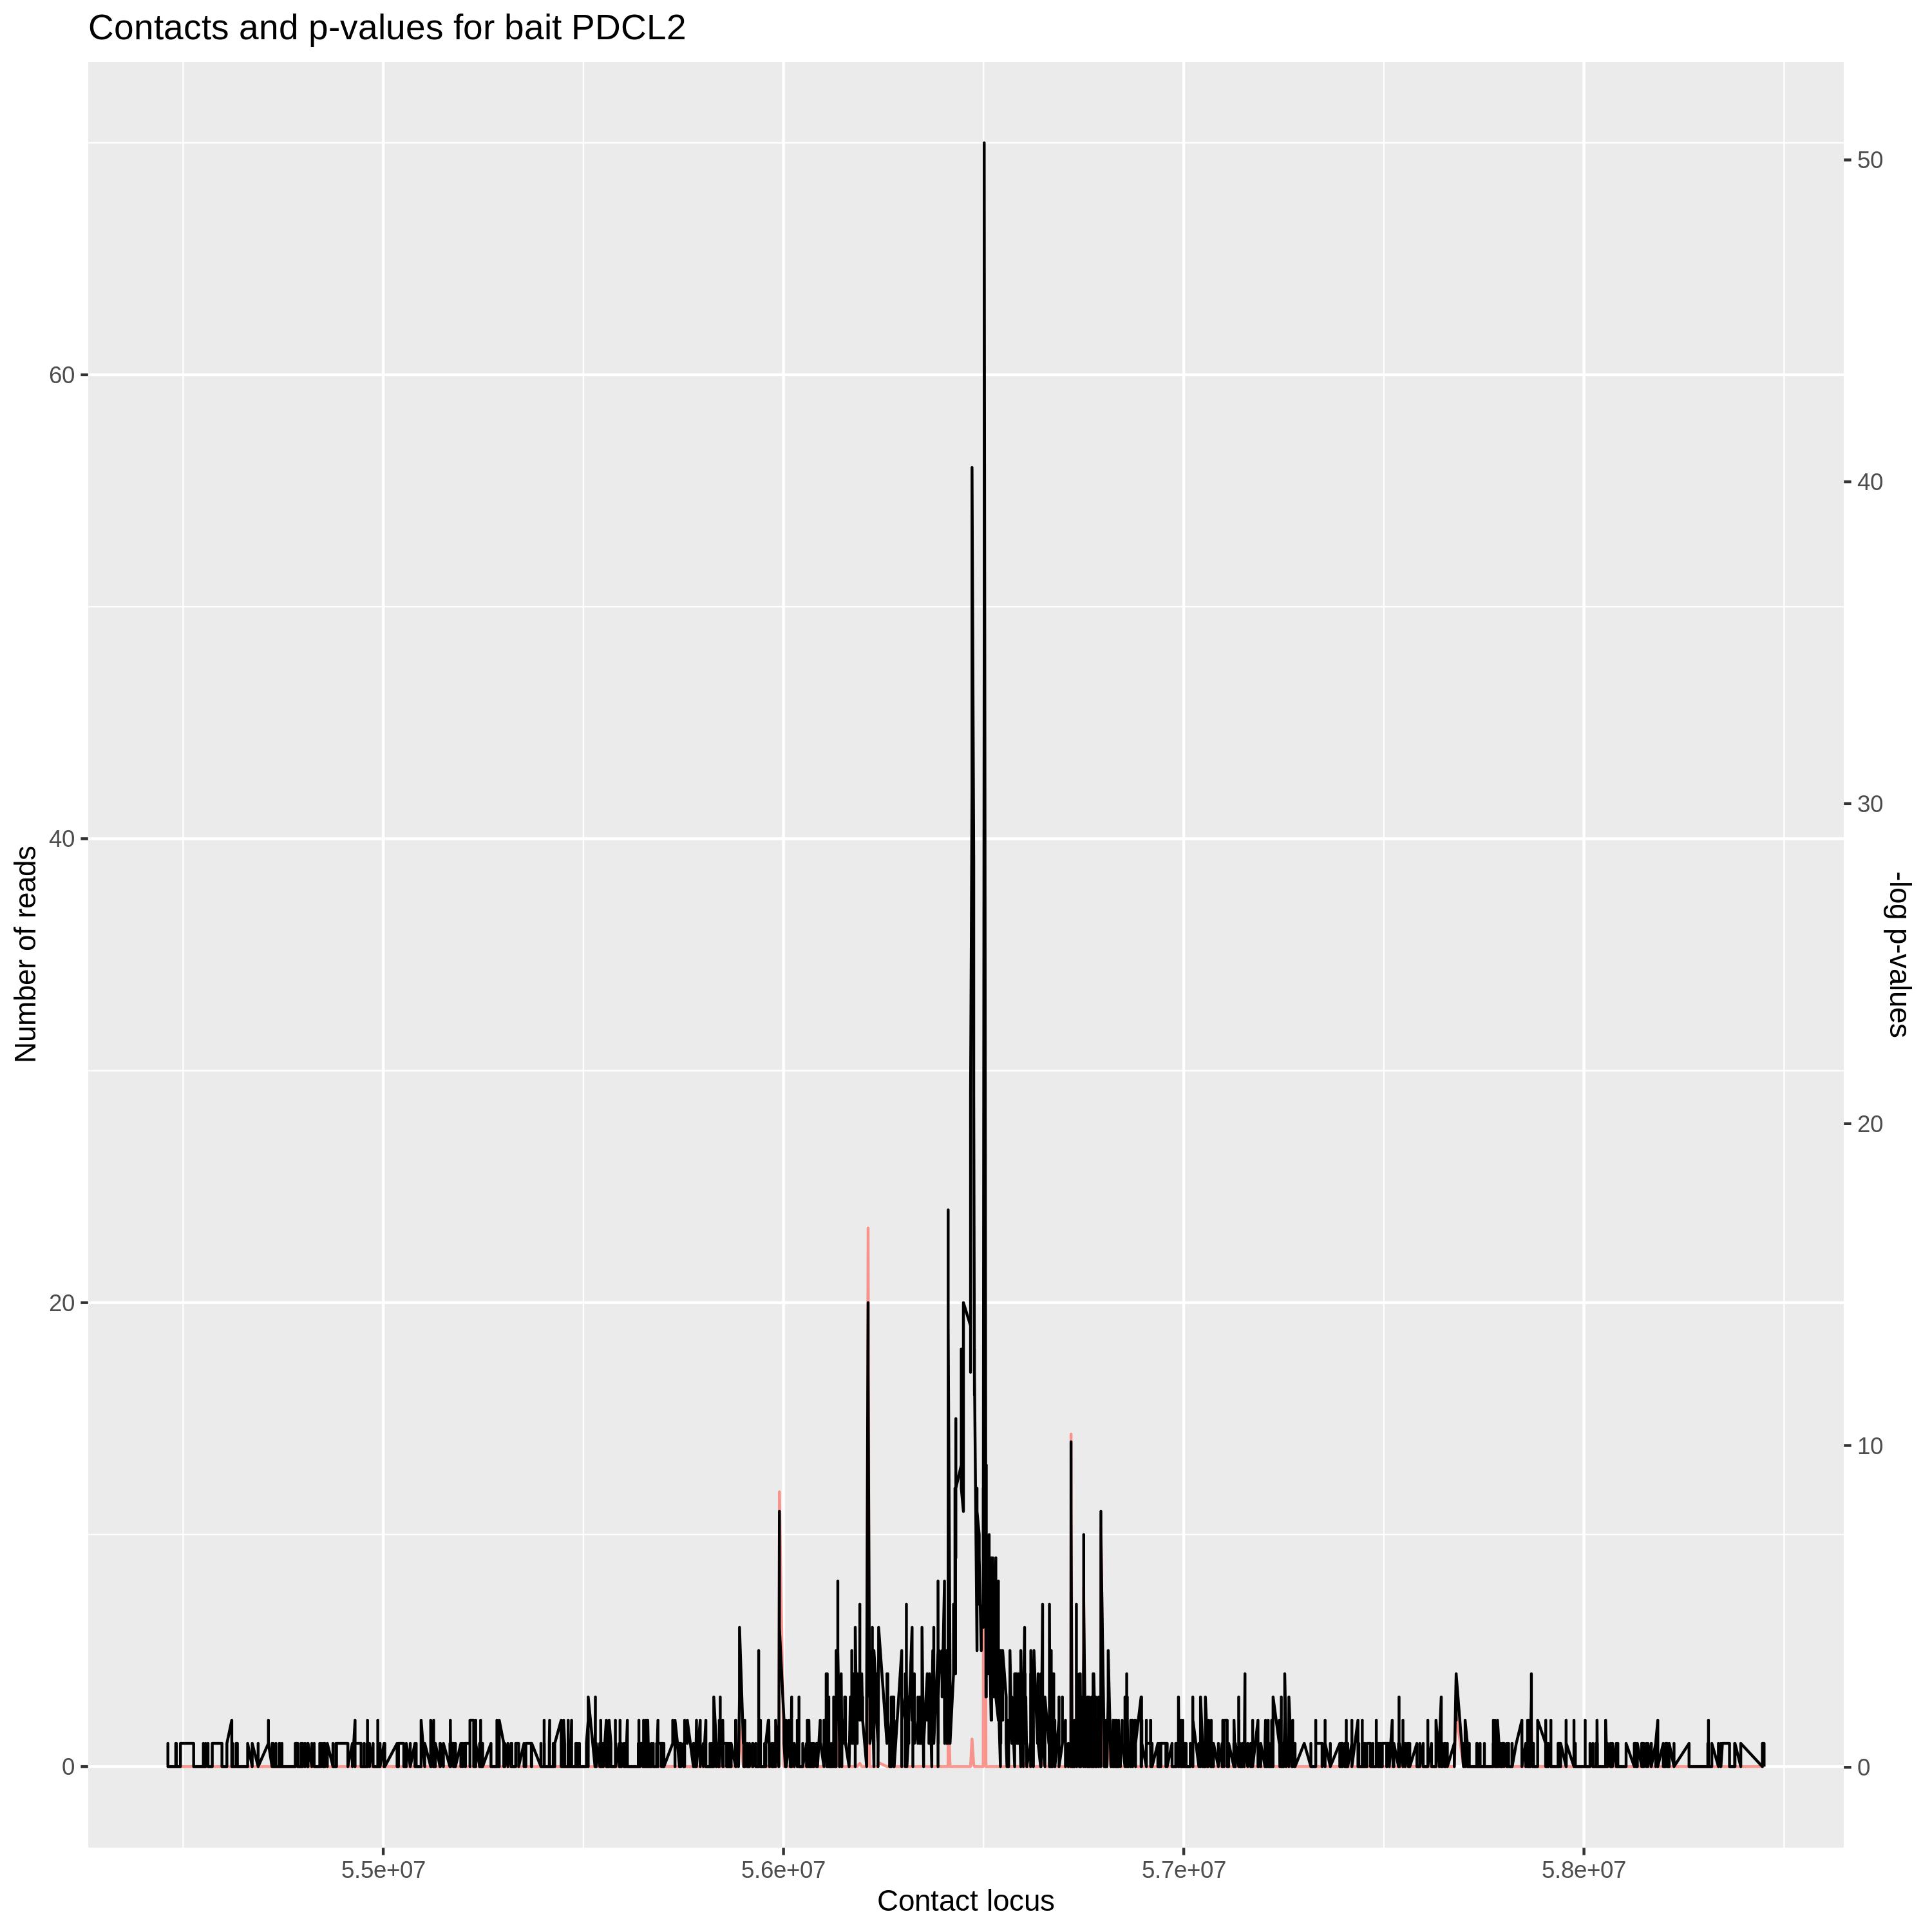 Contacts and p-values for bait PDCL2
60
40
20
0
Number of reads
50
40
30
20
10
0
-log p-values
5.5e+07 5.6e+07 5.7e+07 5.8e+07
Contact locus